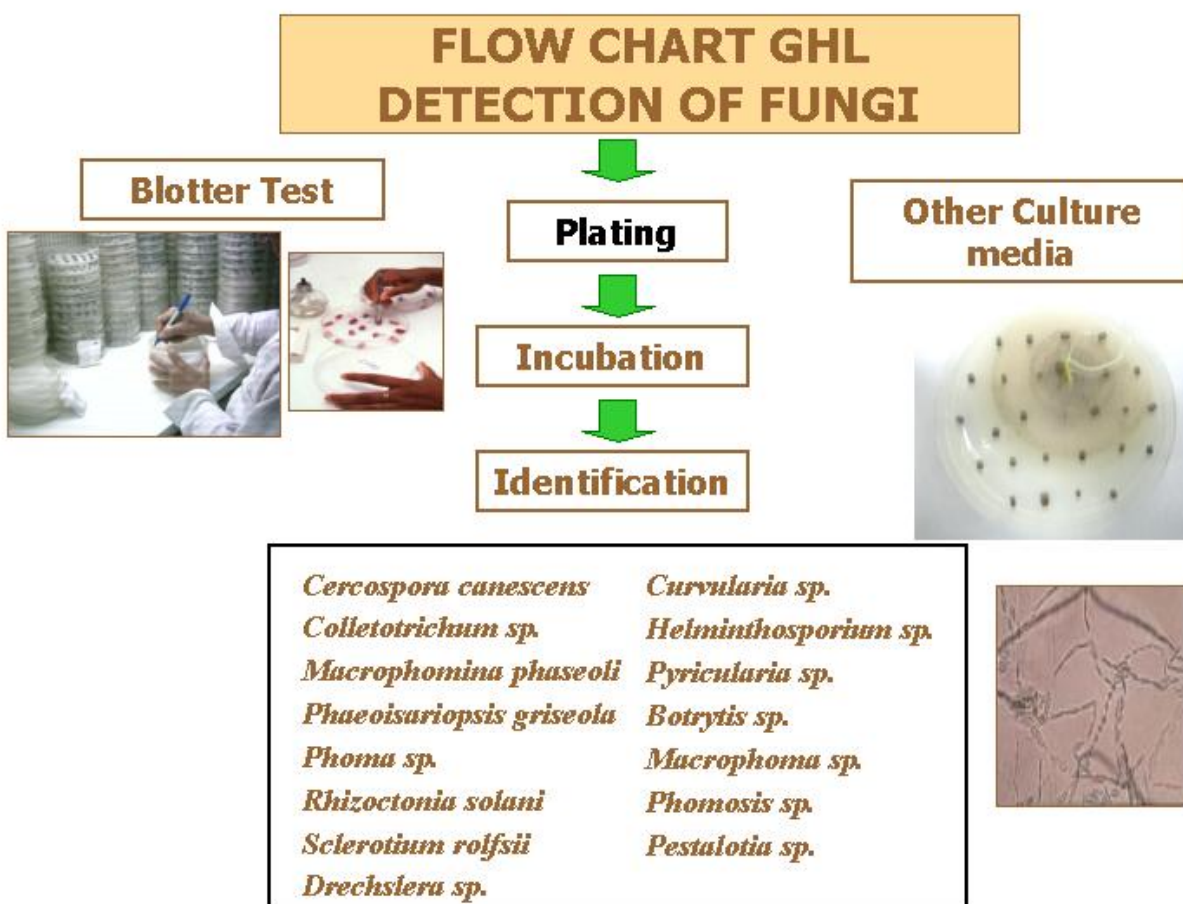 FLOW CHART GHL
DETECTION OF FUNGI
Blotter Test
Plating
Other Culture
media
Incubation
Identification
Cercospora canescens
Colletotrichum sp.
Macrophomina phaseoli
Phaeoisariopsis griseola
Phoma sp.
Rhizoctonia solani
Sclerotium rolfsii
Drechslera sp.
Curvularia sp.
Helminthosporium sp.
Pyricularia sp.
Botrytis sp.
Macrophoma sp.
Phomosis sp.
Pestalotia sp.